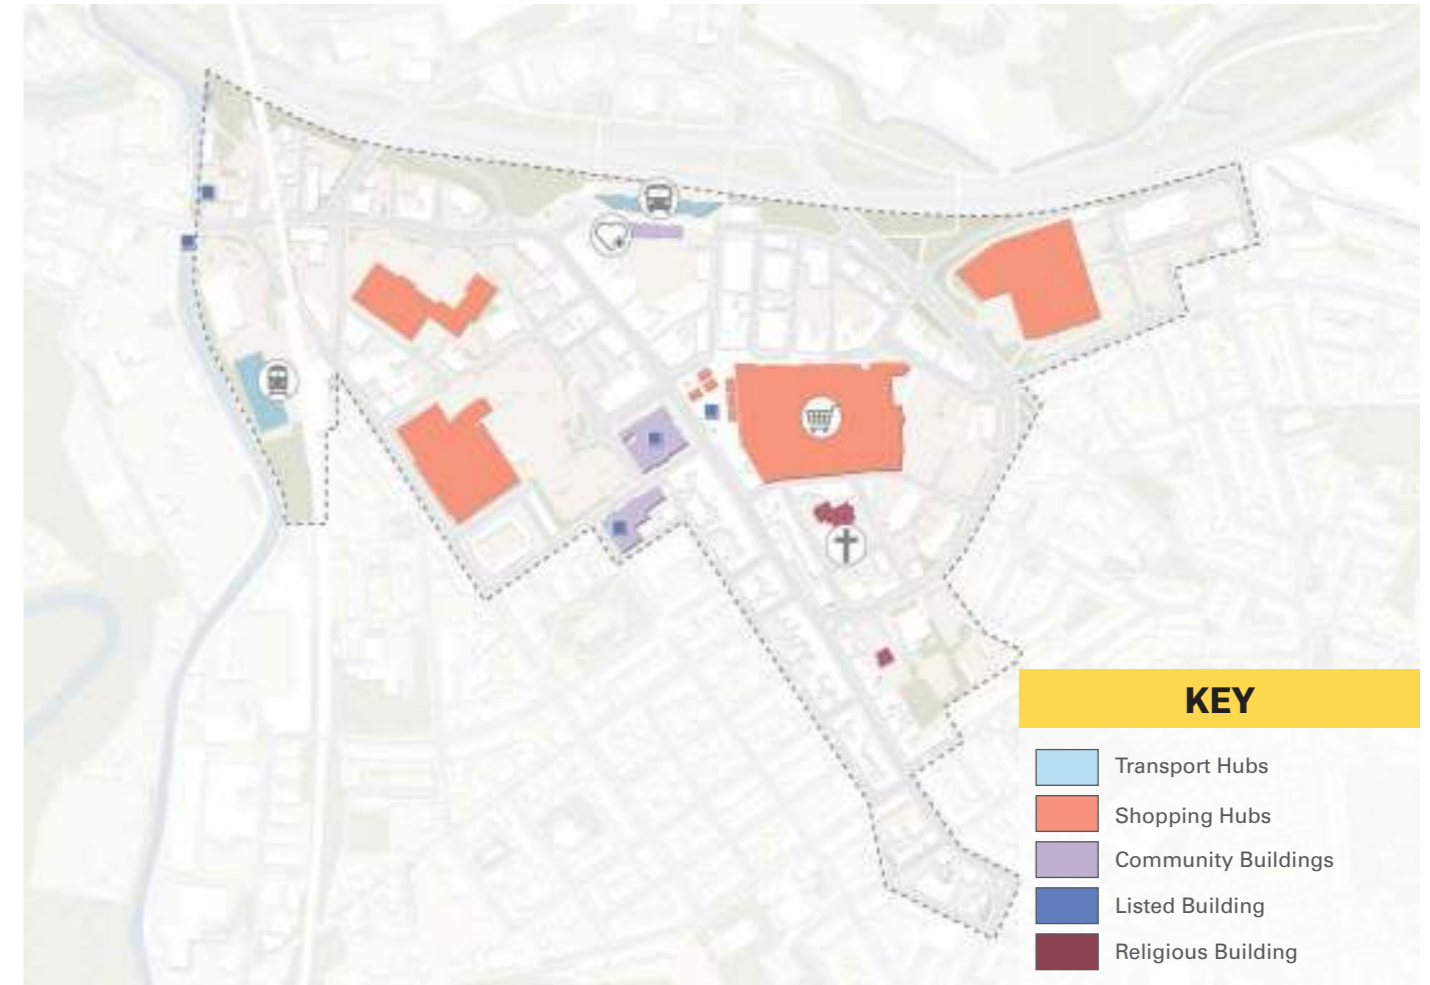 KEY
Transport Hubs
Shopping Hubs
Community Buildings
Listed Building
Religious Building